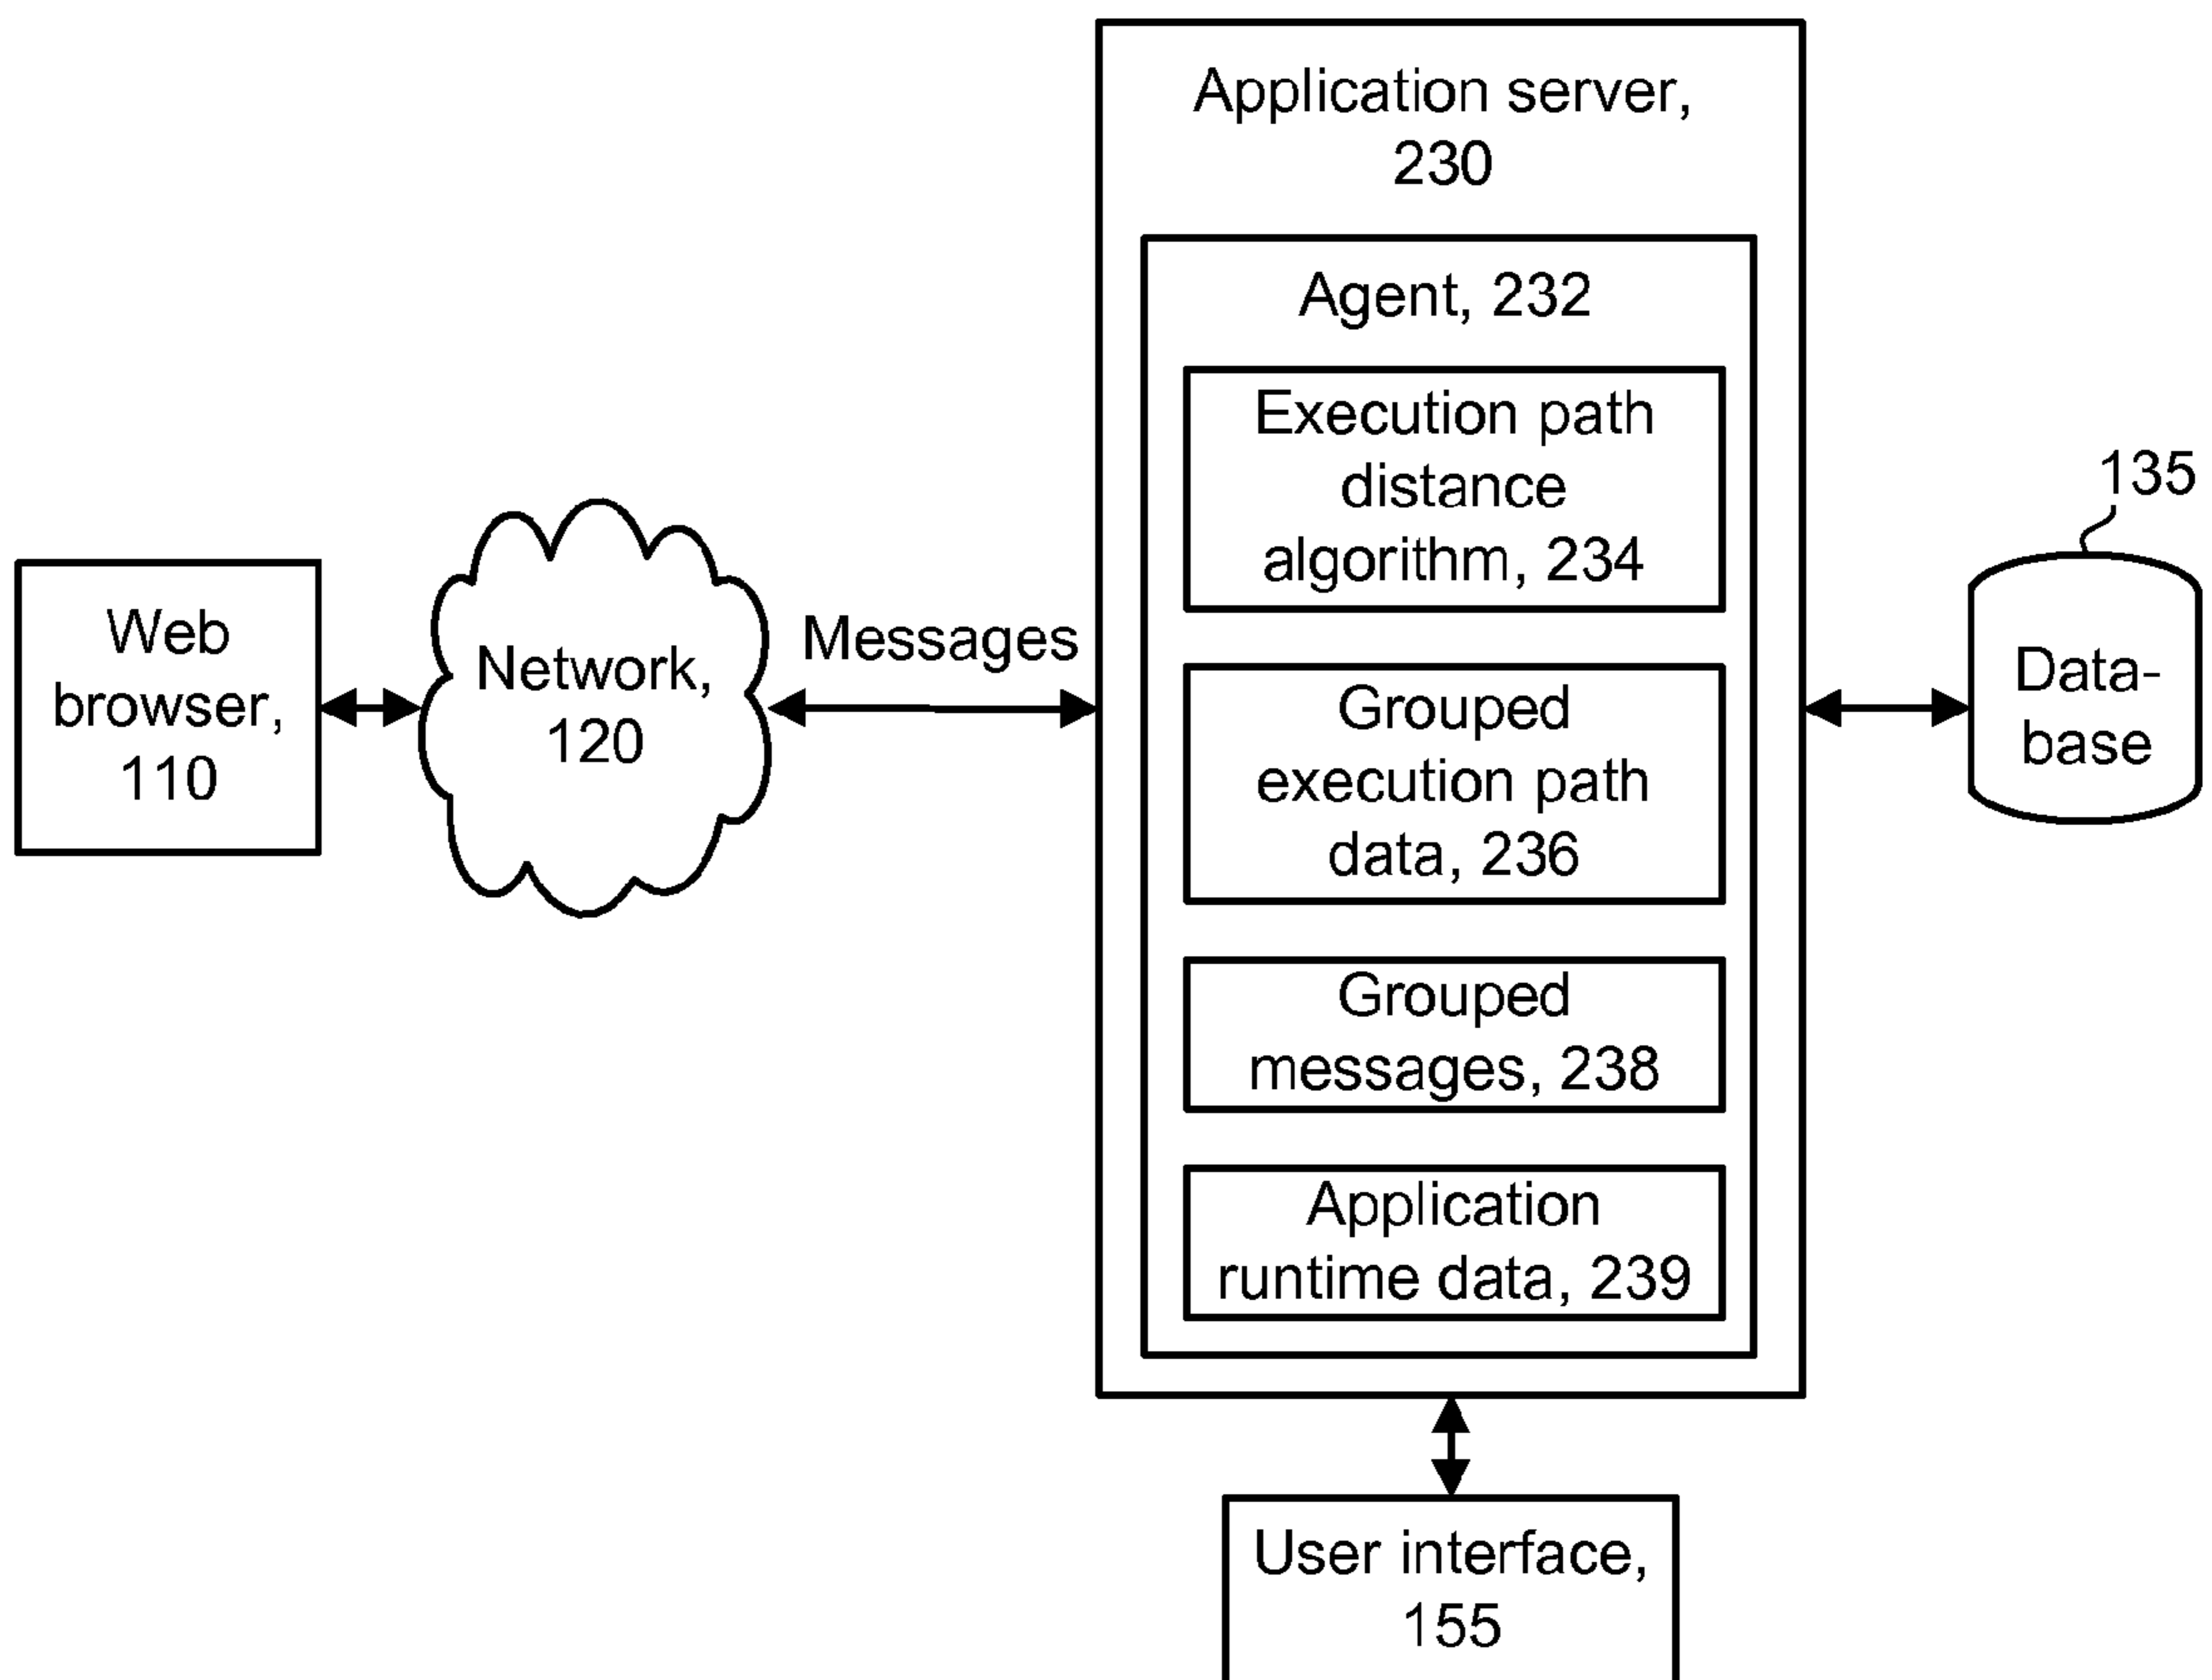 Application server,
230
Agent, 232
Execution path
distance
algorithm, 234
Grouped
execution path
data, 236
Grouped
messages, 238
Application
runtime data, 239
Web
browser,
110
Network,
120
Messages
135
Data-
base
User interface,
155